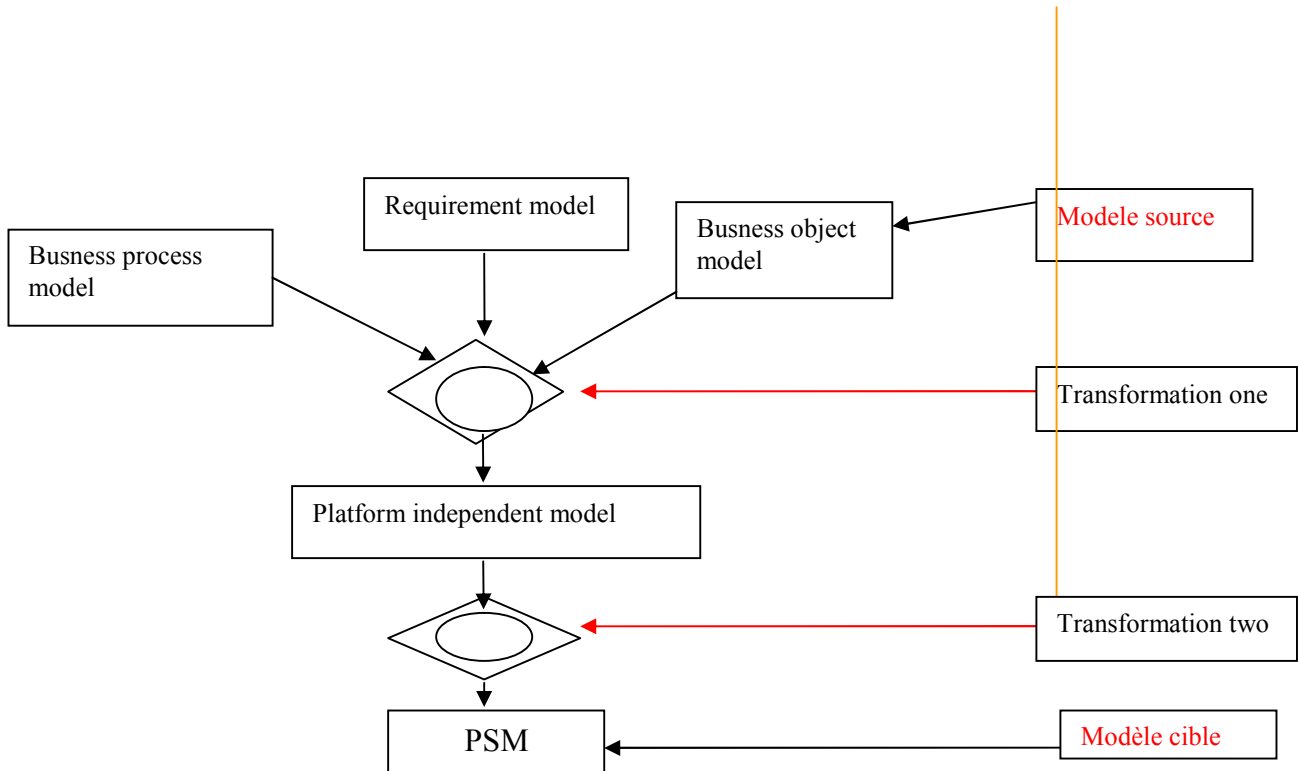 Requirement model
Modele source
Busness object
model
Busness process
model
Transformation one
Platform independent model
Transformation two
PSM
Modèle cible